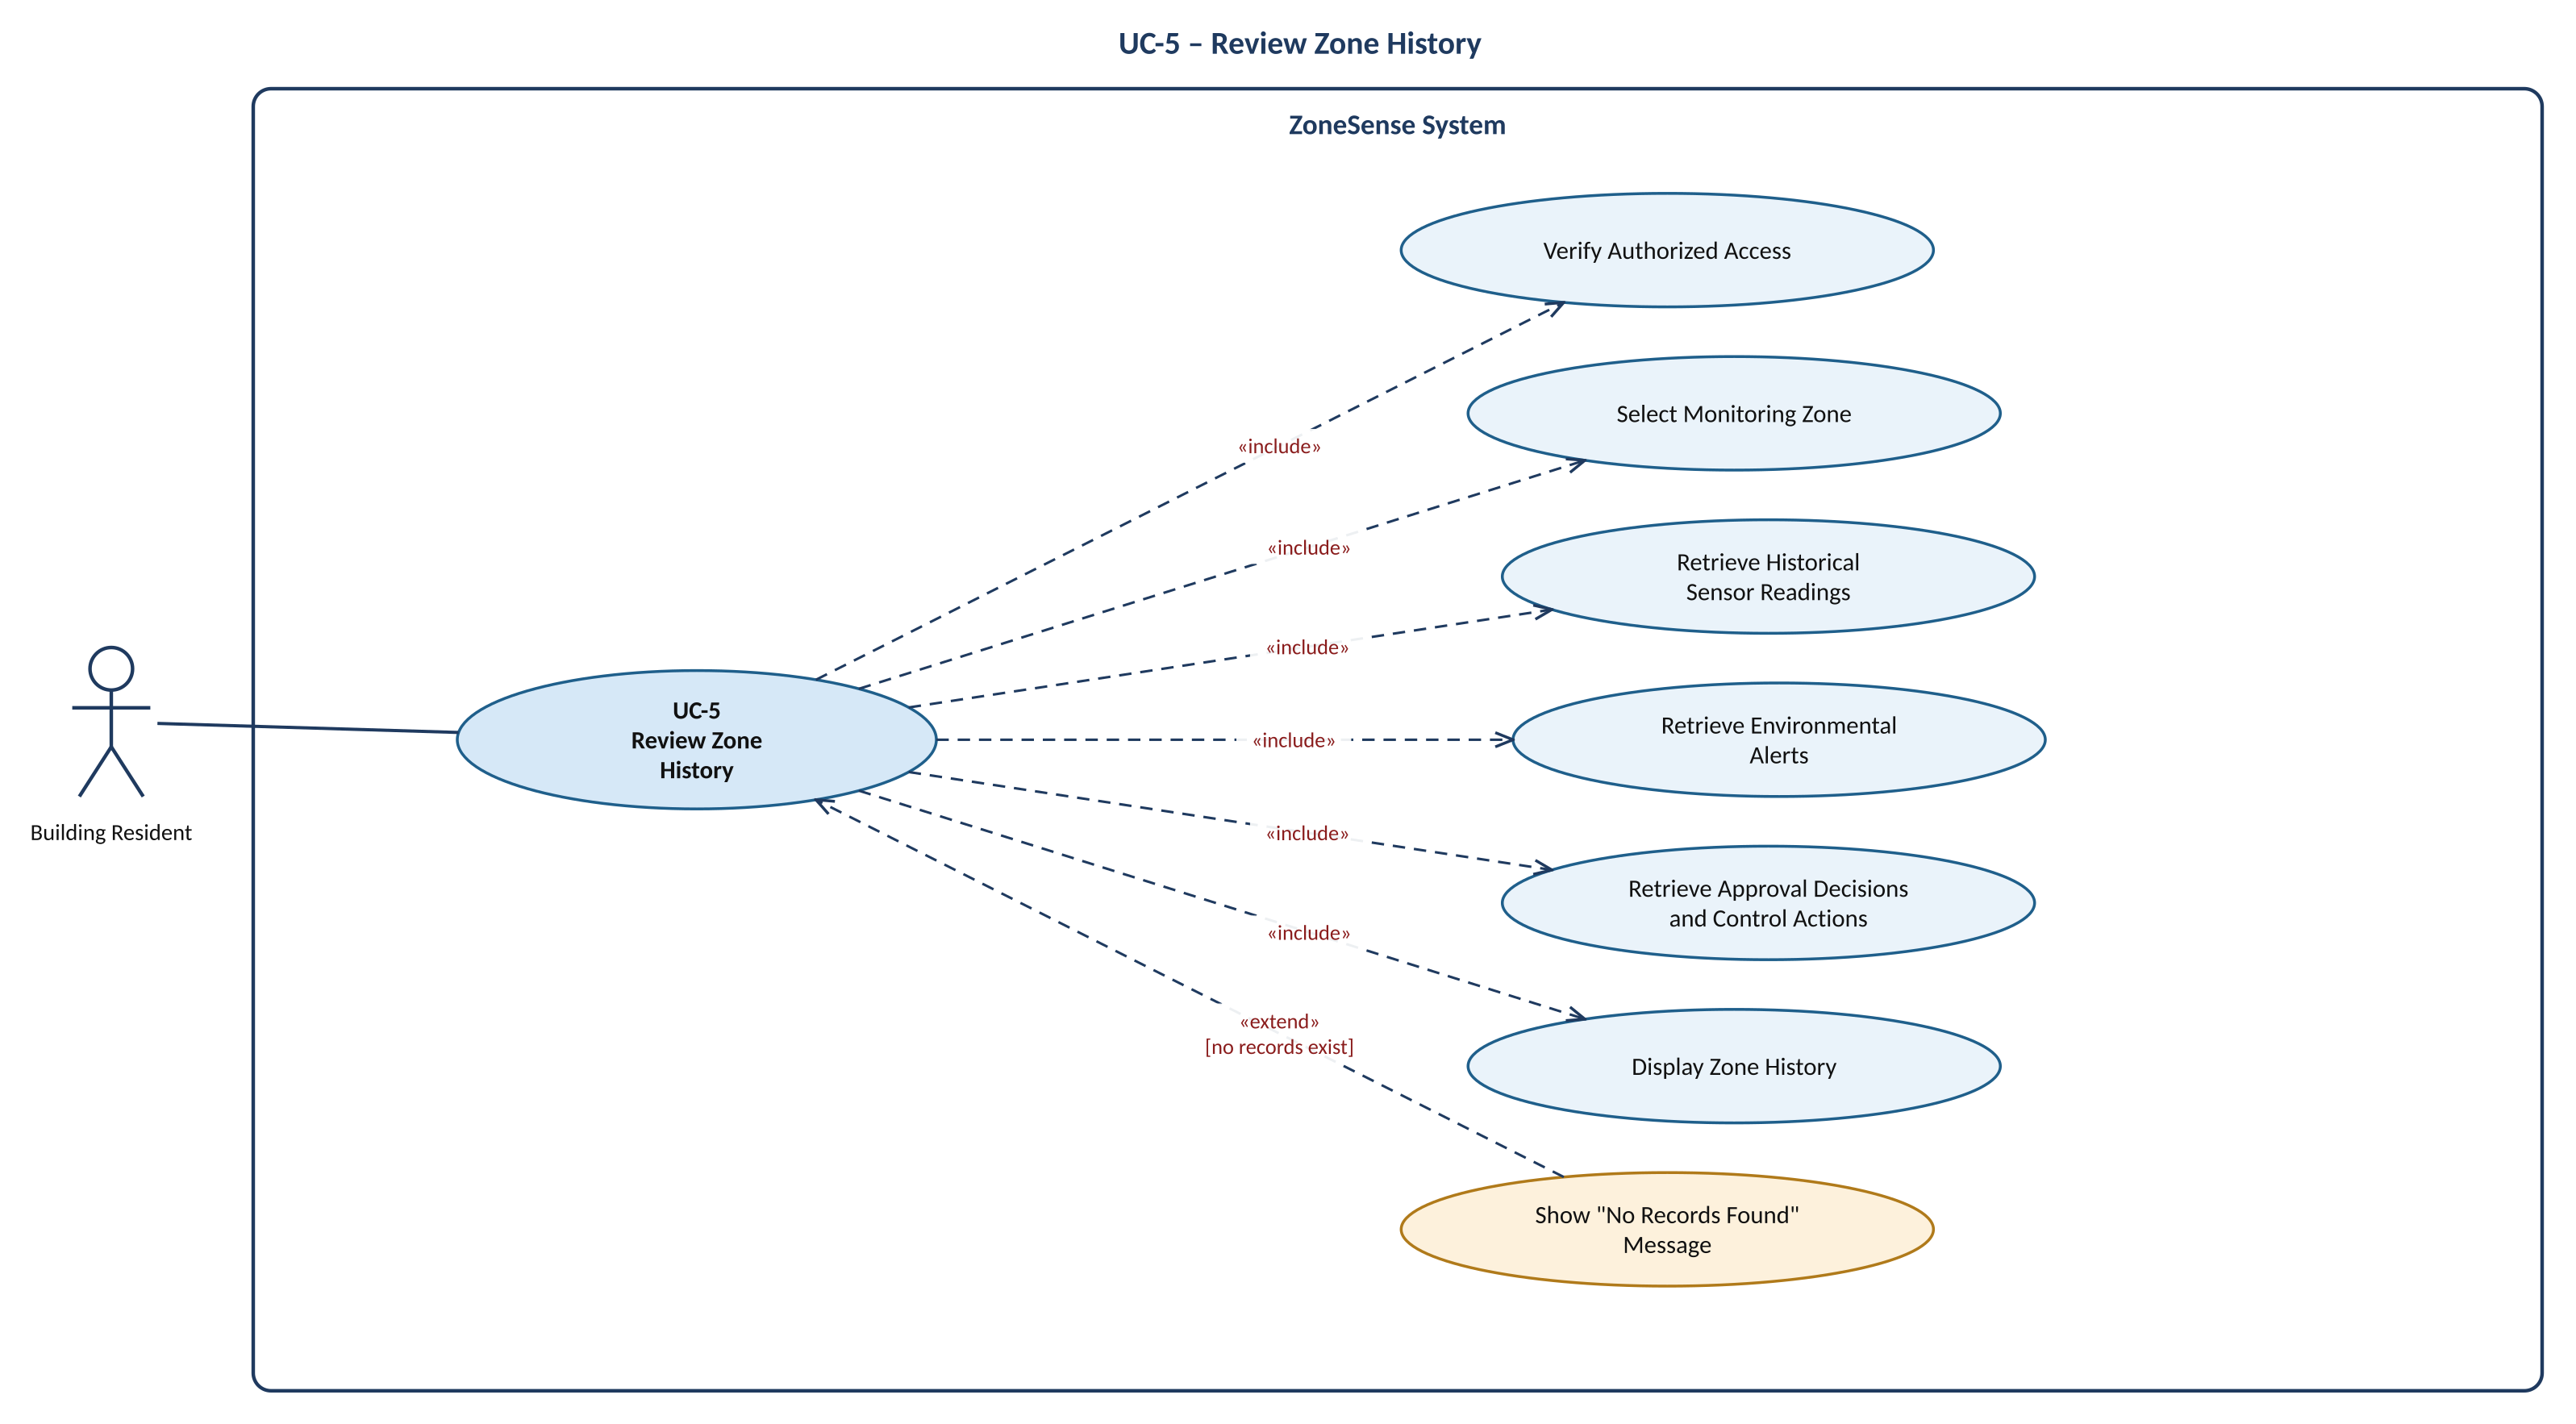 UC-5 – Review Zone History
ZoneSense System
Verify Authorized Access
«include»
Select Monitoring Zone
«include»
Retrieve Historical
Sensor Readings
«include»
UC-5
Review Zone
History
Building Resident
«include»
Retrieve Environmental
Alerts
«include»
Retrieve Approval Decisions
and Control Actions
«include»
Display Zone History
«extend»
[no records exist]
Show "No Records Found"
Message